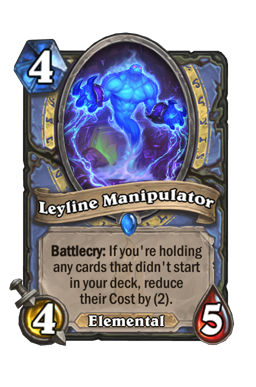 4
Leyline Manipulator
Battlecry: If you're holding
any cards that didn't start
in your deck, reduce
their Cost by (2).
4
Elemental
5